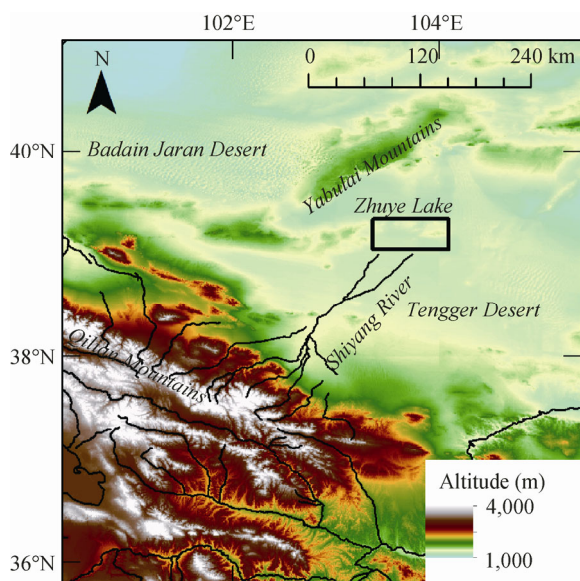 102°E
104°E
N
0
120
240 km
40°N
Badain Jaran Desert
Yabulai Mountains
Zhuye Lake
Shiyang River
Tengger Desert
38°N
Qilian Mountains
Altitude (m)
4,000
1,000
36°N